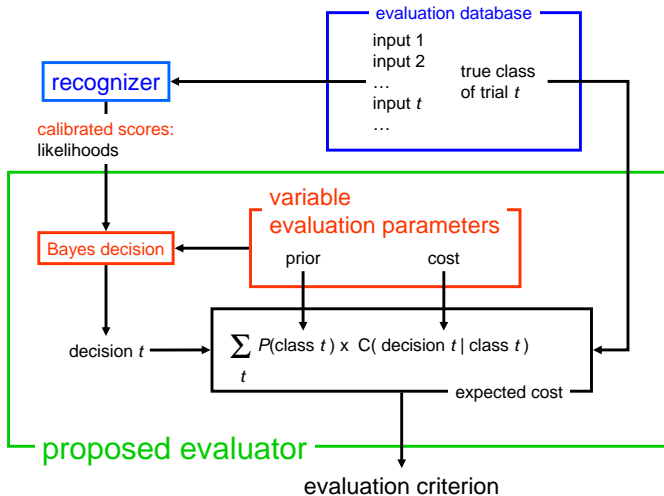 evaluation database
input 1
input 2
...
input t
...
true class
of trial t
recognizer
calibrated scores:
likelihoods
variable
evaluation parameters
prior
cost
Bayes decision
decision t
∑ P(class t) x C( decision t | class t )
t
expected cost
proposed evaluator
evaluation criterion